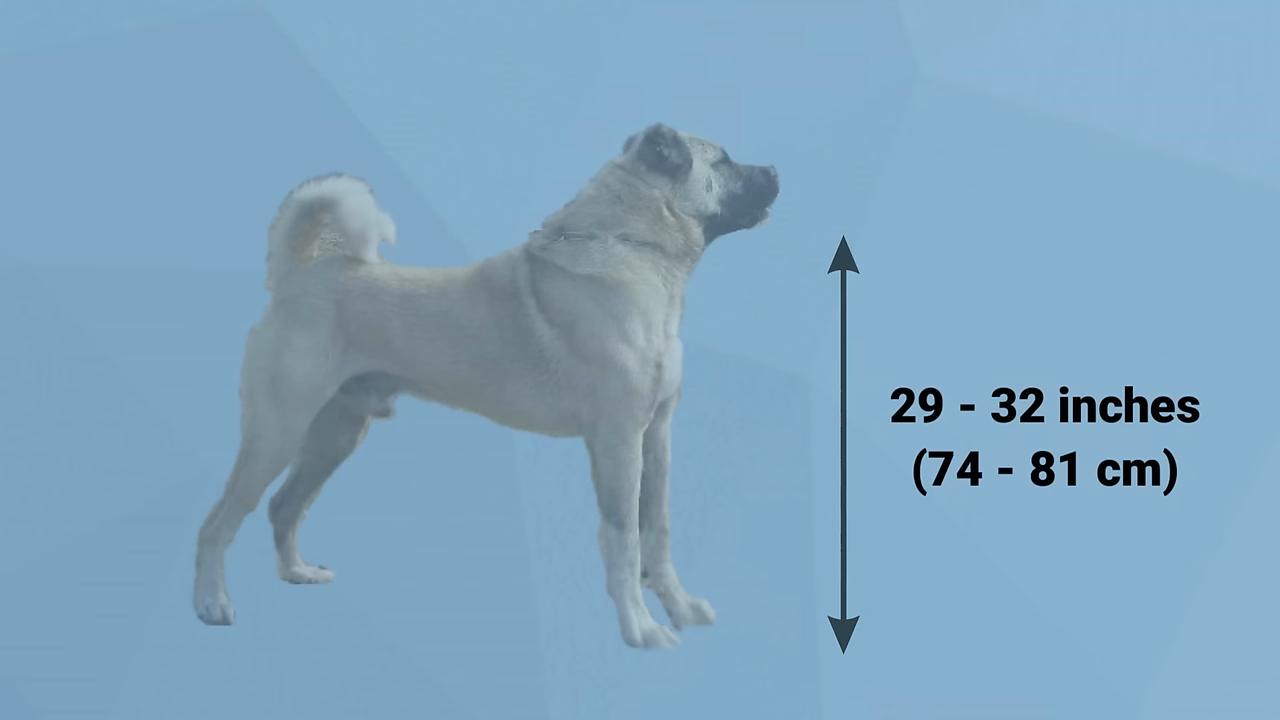 29 - 32 inches
(74 - 81 cm)